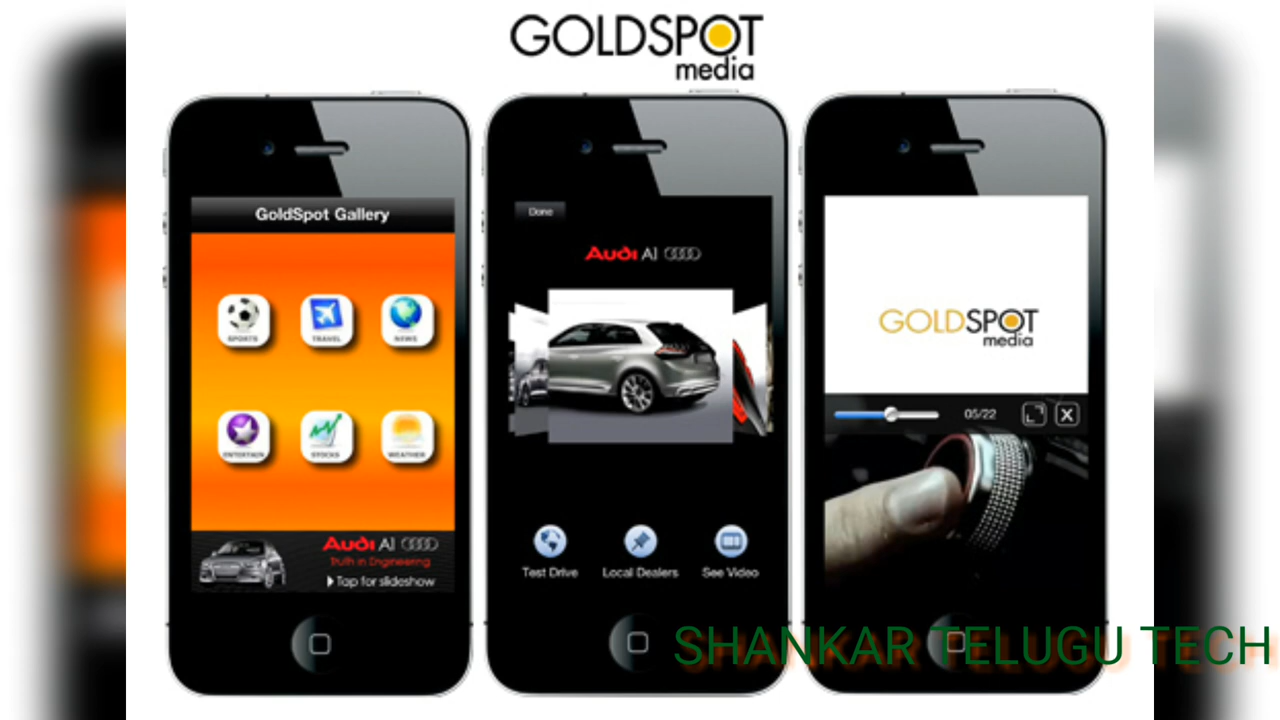 GOLDSPOT
media
GoldSpot Gallery
SPORTS
TRAVEL
NEWS
ENTERTAIN
STOCKS
WEATHER
Audi A1
Truth in Engineering
Tap for slideshow
Done
Audi A1
Test Drive
Local Dealers
See Video
GOLDSPOT
media
05/22
X
SHANKAR TELUGU TECH